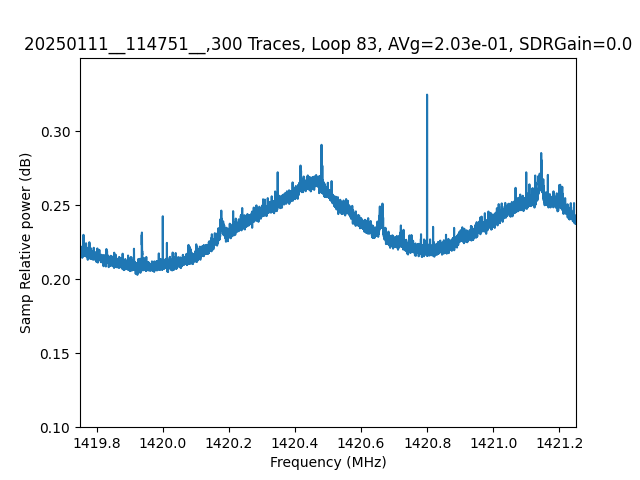 20250111__114751__,300 Traces, Loop 83, AVg=2.03e-01, SDRGain=0.0
Samp Relative power (dB)
0.30
0.25
0.20
0.15
0.10
1419.8 1420.0 1420.2 1420.4 1420.6 1420.8 1421.0 1421.2
Frequency (MHz)